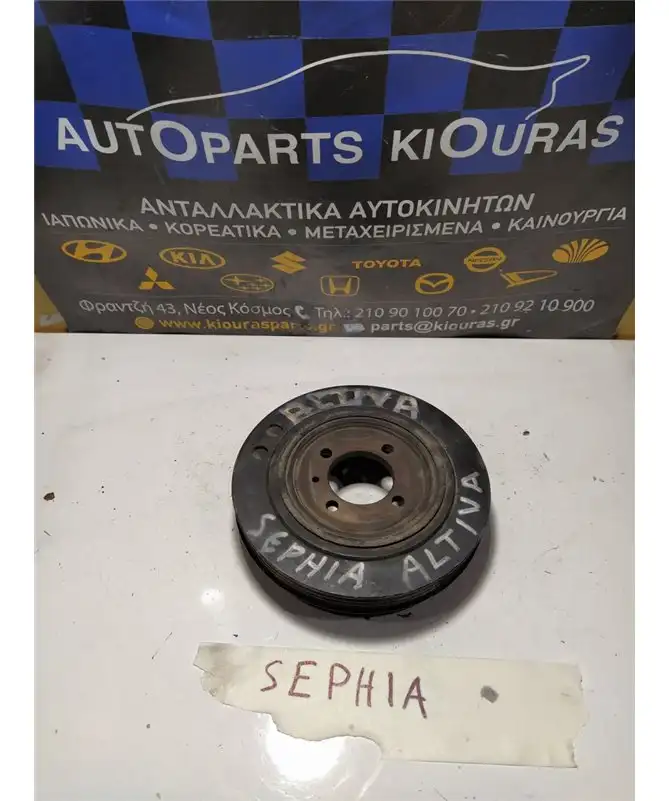 AUTOPARTS KIOURAS
ΑΝΤΑΛΛΑΚΤΙΚΑ ΑΥΤΟΚΙΝΗΤΩΝ
ΙΑΠΩΝΙΚΑ • ΚΟΡΕΑΤΙΚΑ • ΜΕΤΑΧΕΙΡΙΣΜΕΝΑ • ΚΑΙΝΟΥΡΓΙΑ
KIA
TOYOTA
Φραντζή 43, Νέος Κόσμος Τηλ.: 210 90 100 70 • 210 92 10 900
www.kiourasparts.gr parts@kiouras.gr
ALTIVA
SEPHIA ALTIVA
SEPHIA